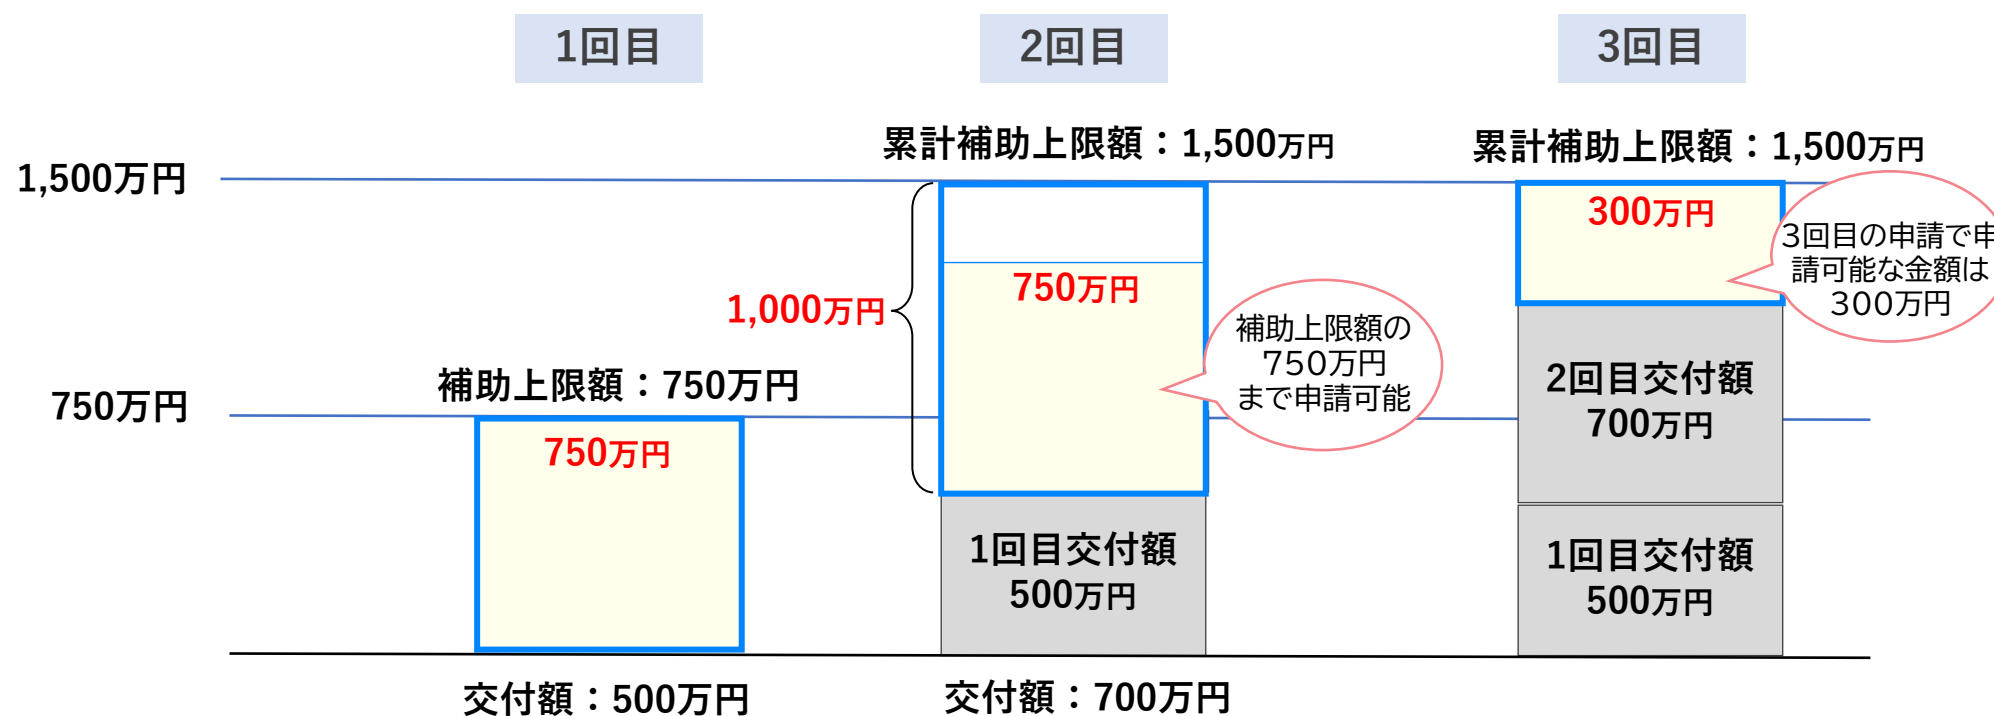 1回目
2回目
3回目
累計補助上限額：1,500万円
累計補助上限額：1,500万円
1,500万円
300万円
3回目の申請で申
請可能な金額は
300万円
750万円
1,000万円
補助上限額の
750万円
まで申請可能
補助上限額：750万円
750万円
2回目交付額
700万円
750万円
1回目交付額
500万円
1回目交付額
500万円
交付額：500万円
交付額：700万円